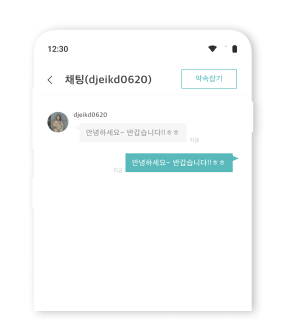 12:30
채팅(djeikd0620)
약속잡기
djeikd0620
안녕하세요~ 반갑습니다!!ㅎㅎ
지금
안녕하세요~ 반갑습니다!!ㅎㅎ
지금